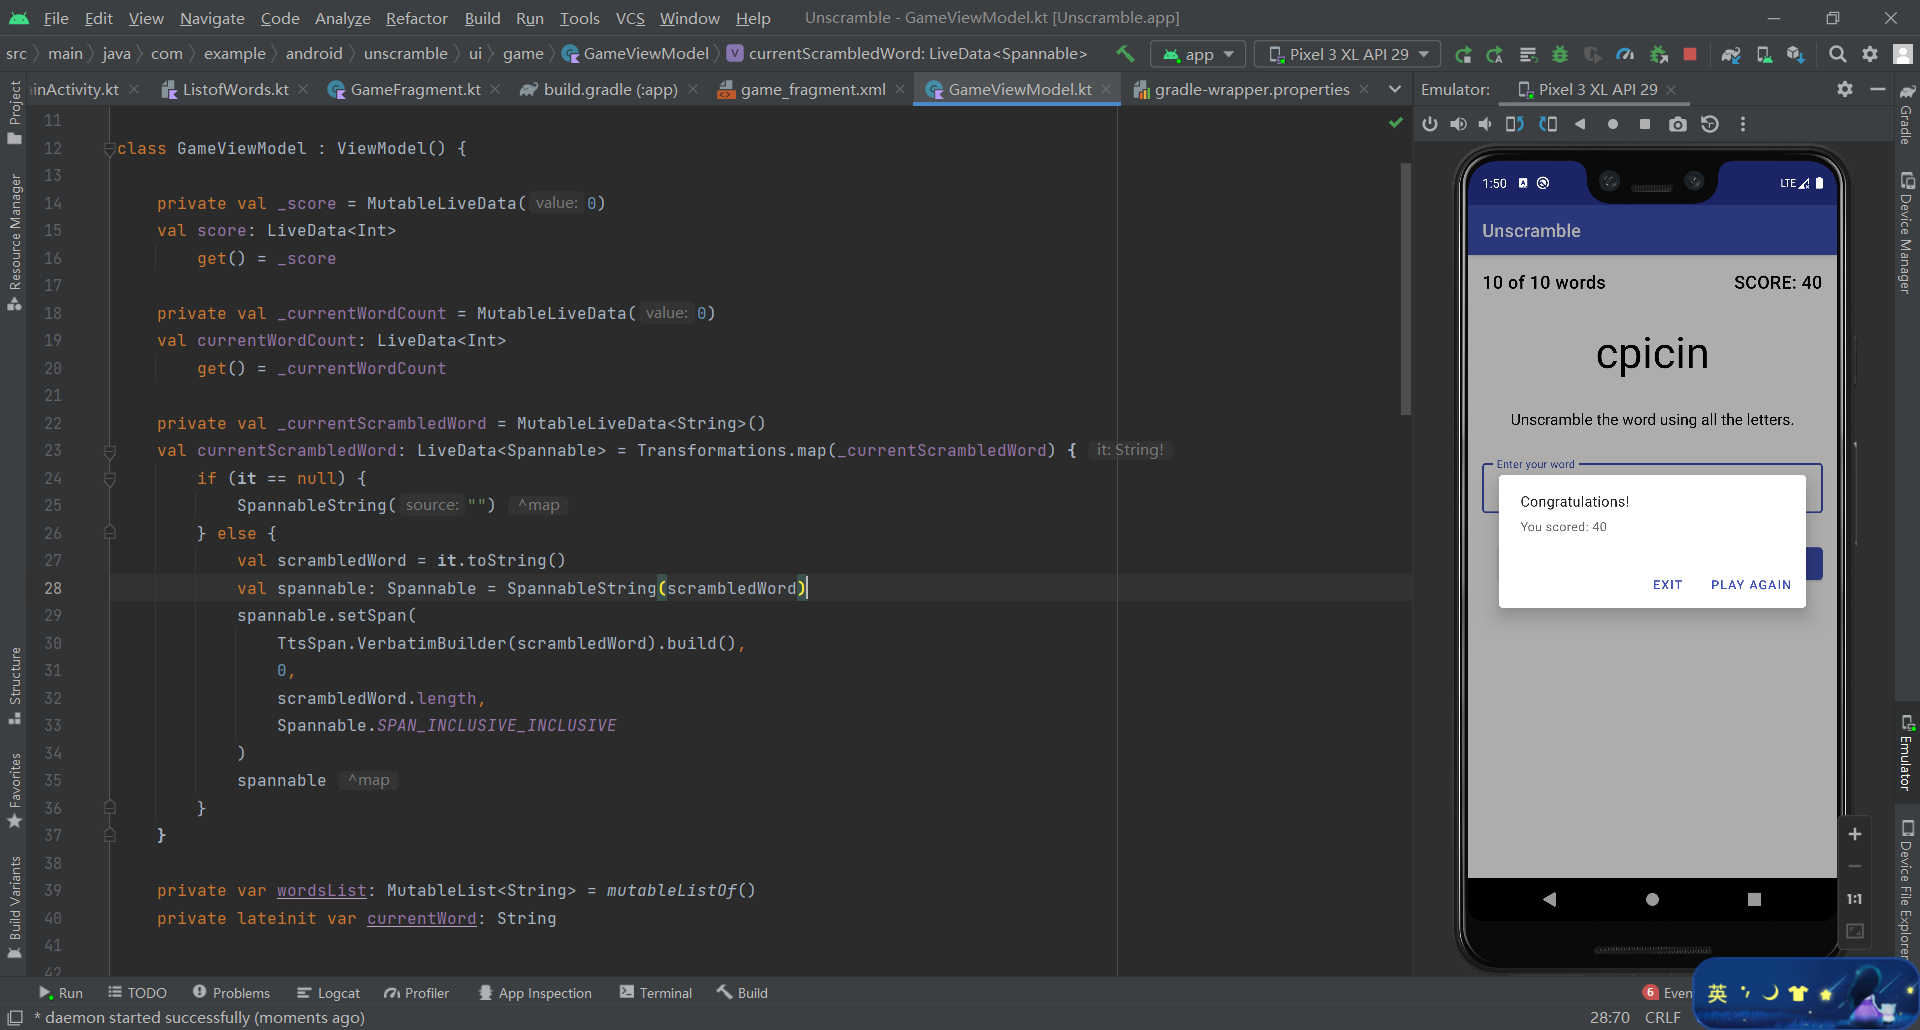 File Edit View Navigate Code Analyze Refactor Build Run Tools VCS Window Help Unscramble - GameViewModel.kt [Unscramble.app]
src main java com example android unscramble ui game GameViewModel currentScrambledWord: LiveData<Spannable> app Pixel 3 XL API 29
inActivity.kt ListofWords.kt GameFragment.kt build.gradle (:app) game_fragment.xml GameViewModel.kt gradle-wrapper.properties Emulator: Pixel 3 XL API 29
11
12 class GameViewModel : ViewModel() {
13
14 private val _score = MutableLiveData( value: 0)
15 val score: LiveData<Int>
16 get() = _score
17
18 private val _currentWordCount = MutableLiveData( value: 0)
19 val currentWordCount: LiveData<Int>
20 get() = _currentWordCount
21
22 private val _currentScrambledWord = MutableLiveData<String>()
23 val currentScrambledWord: LiveData<Spannable> = Transformations.map(_currentScrambledWord) { it: String!
24 if (it == null) {
25 SpannableString( source: "") ^map
26 } else {
27 val scrambledWord = it.toString()
28 val spannable: Spannable = SpannableString(scrambledWord)
29 spannable.setSpan(
30 TtsSpan.VerbatimBuilder(scrambledWord).build(),
31 0,
32 scrambledWord.length,
33 Spannable.SPAN_INCLUSIVE_INCLUSIVE
34 )
35 spannable ^map
36 }
37 }
38
39 private var wordsList: MutableList<String> = mutableListOf()
40 private lateinit var currentWord: String
41
42
Project
Resource Manager
Structure
Favorites
Build Variants
1:50 LTE
Unscramble
10 of 10 words SCORE: 40
cpicin
Unscramble the word using all the letters.
Enter your word
Congratulations!
You scored: 40
EXIT PLAY AGAIN
1:1
Gradle
Device Manager
Emulator
Device File Explorer
Run TODO Problems Logcat Profiler App Inspection Terminal Build 6 Even
* daemon started successfully (moments ago) 28:70 CRLF
英